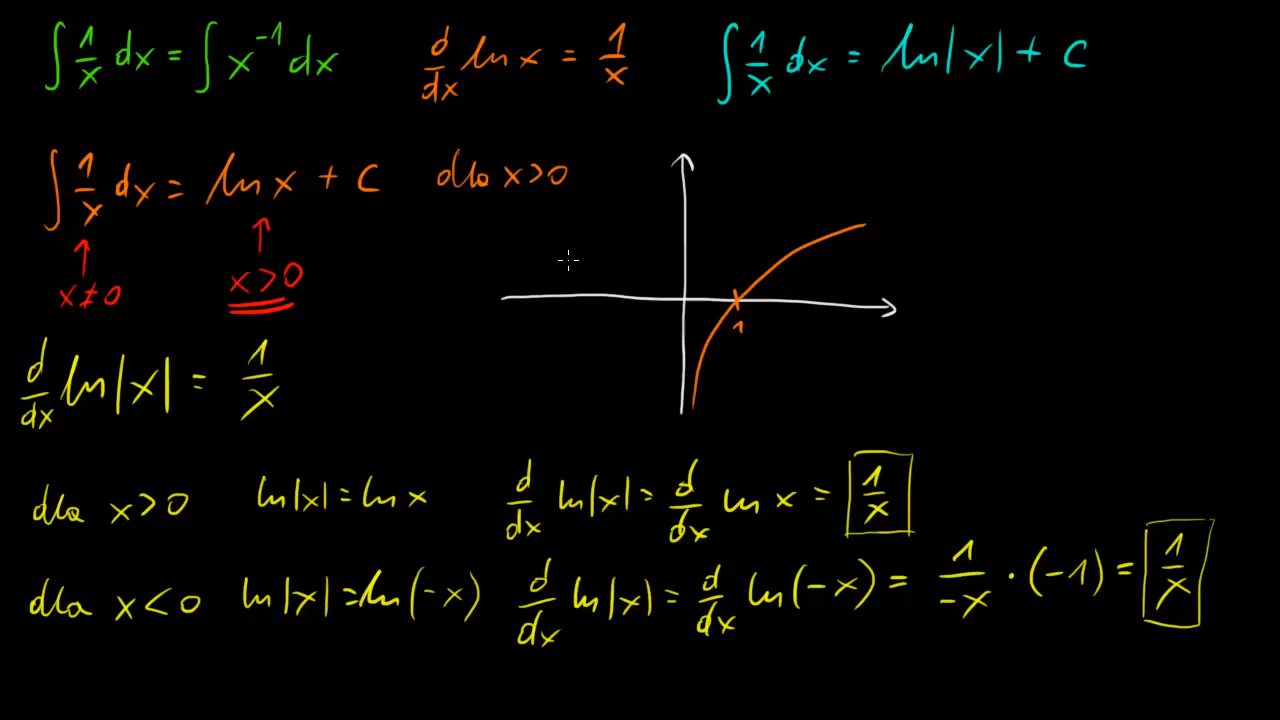 ∫ 1/x dx = ∫ x⁻¹ dx
d/dx ln x = 1/x
∫ 1/x dx = ln|x| + C
∫ 1/x dx = ln x + C dla x>0
x≠0
x>0
1
d/dx ln|x| = 1/x
dla x>0 ln|x| = ln x d/dx ln|x| = d/dx ln x = 1/x
dla x<0 ln|x| = ln(-x) d/dx ln|x| = d/dx ln(-x) = 1/-x · (-1) = 1/x